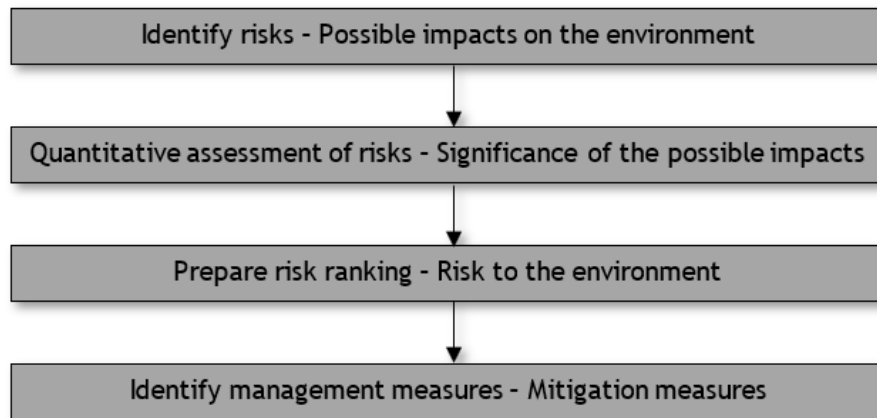 Identify risks - Possible impacts on the environment
Quantitative assessment of risks - Significance of the possible impacts
Prepare risk ranking - Risk to the environment
Identify management measures - Mitigation measures